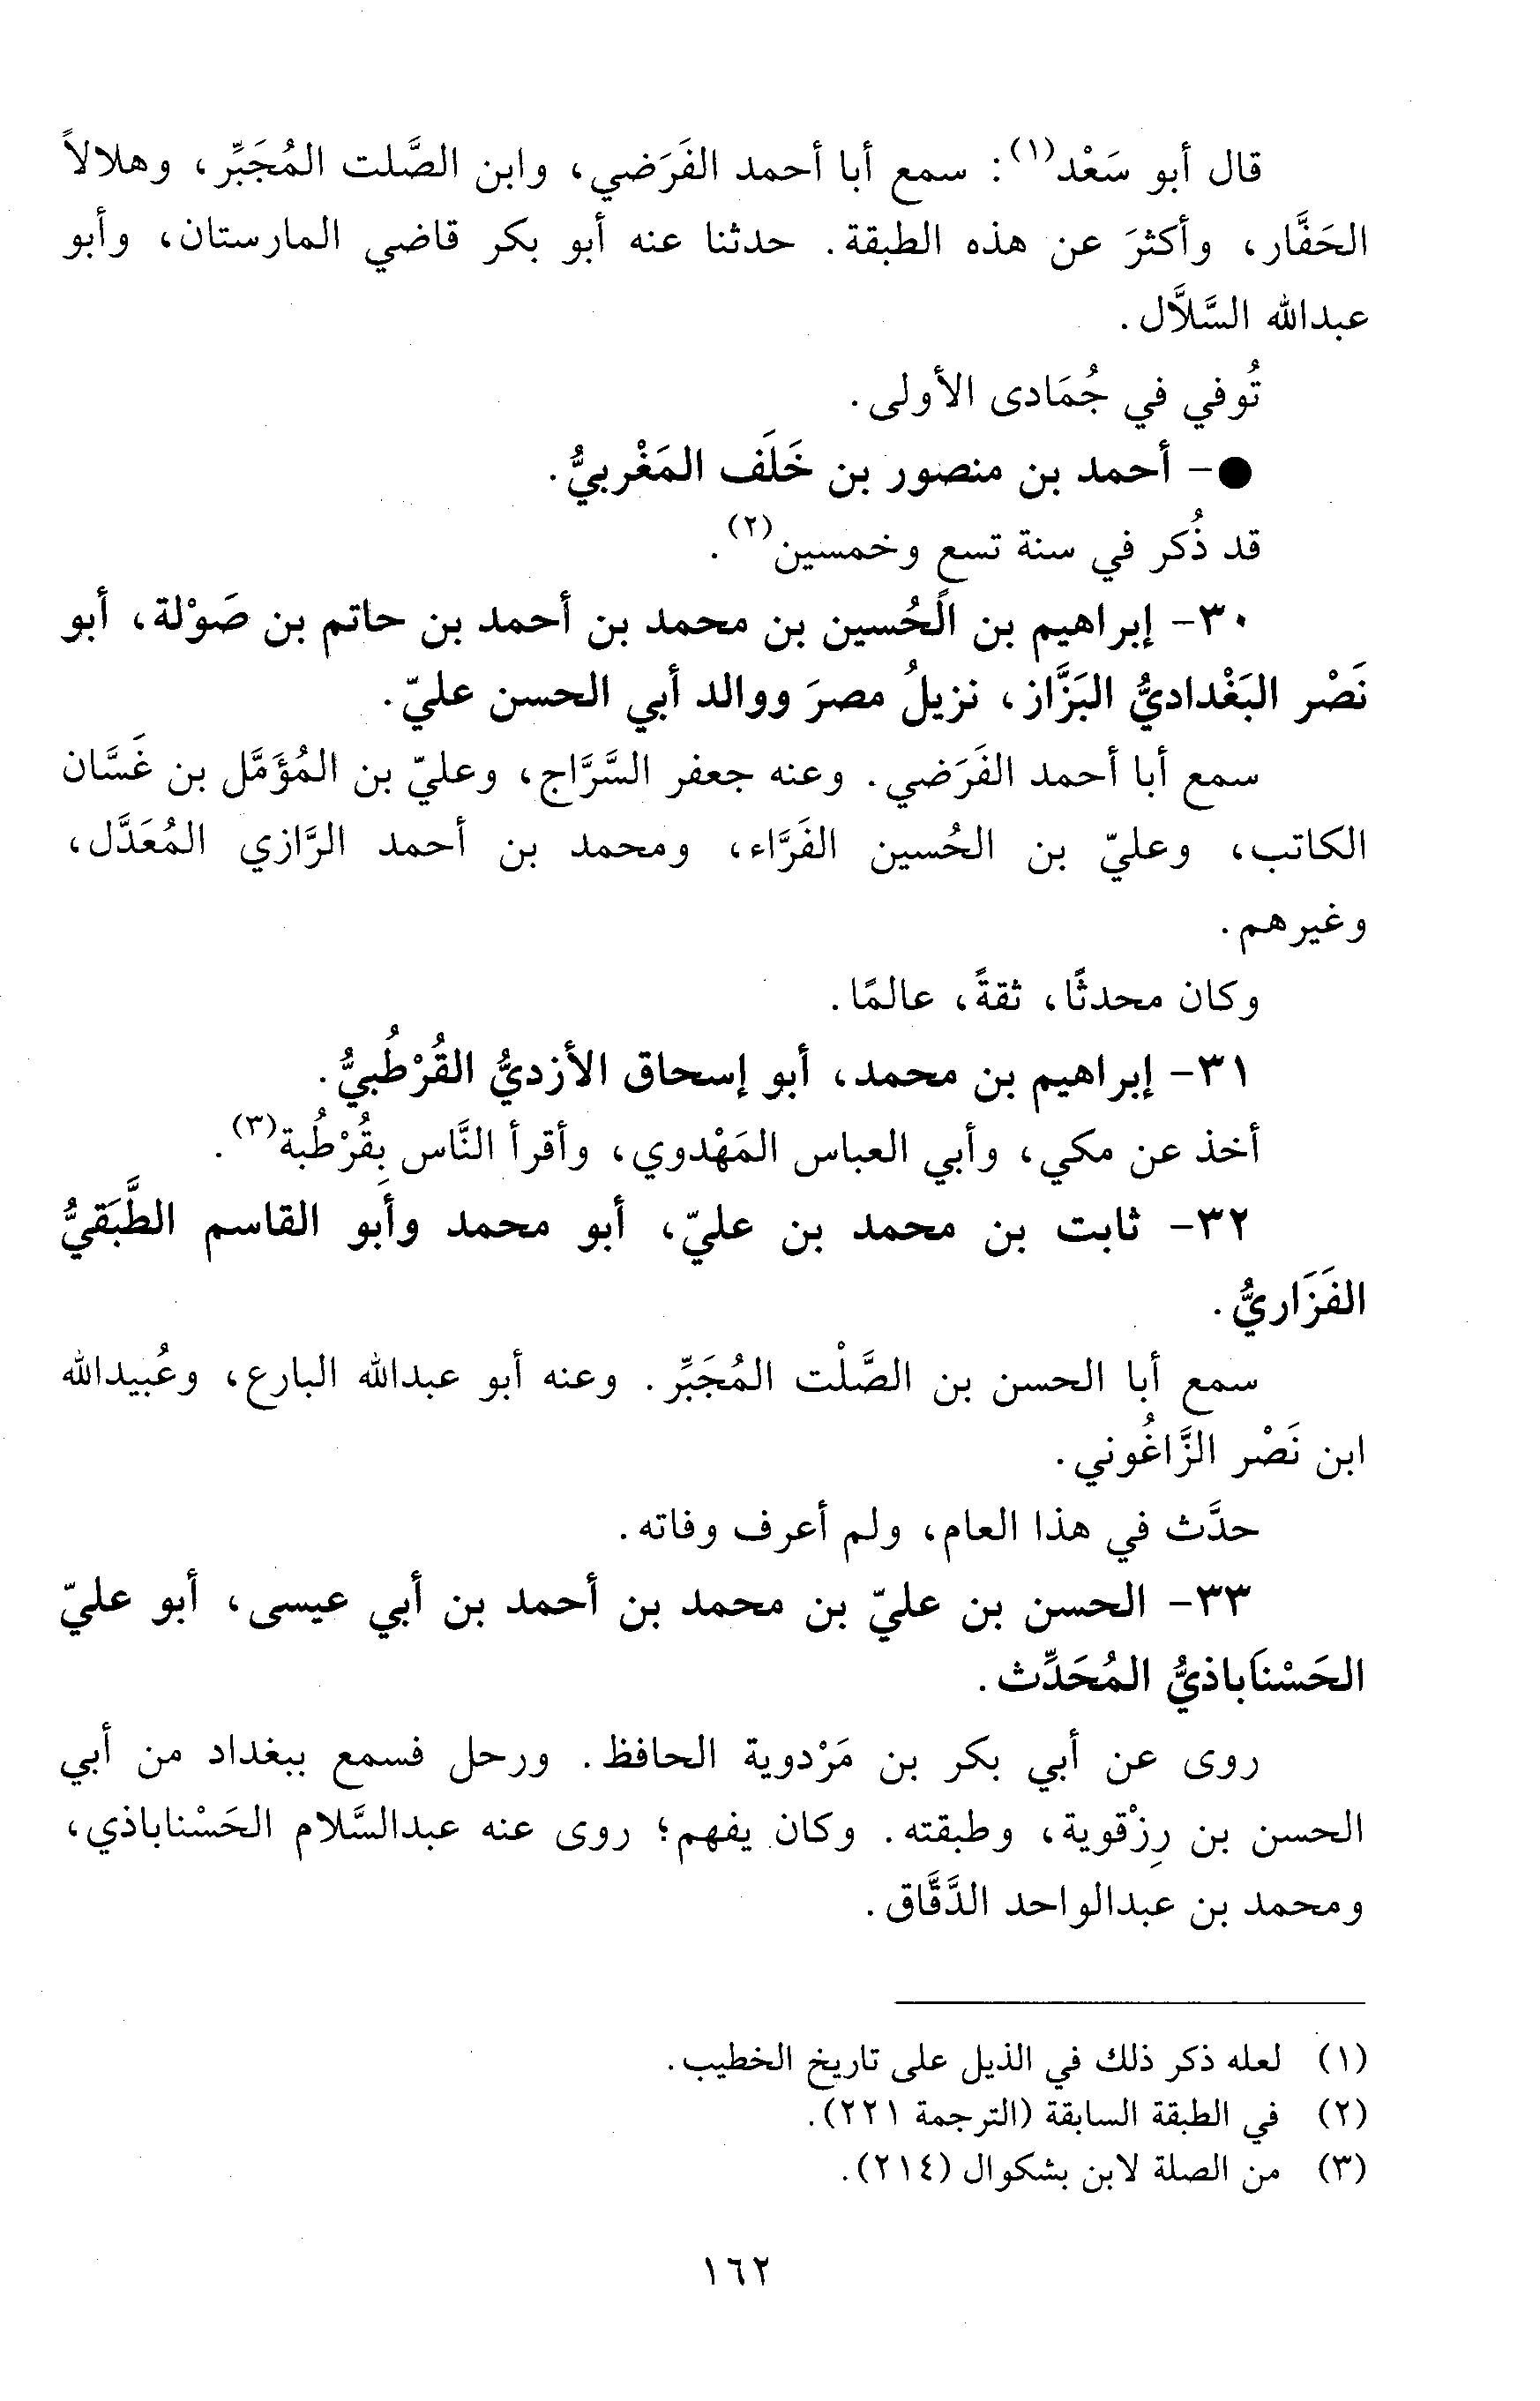 قال أبو سَعْد(١): سمع أبا أحمد الفَرَضي، وابن الصَّلت المُجَبِّر، وهلالاً
الحَفَّار، وأكثرَ عن هذه الطبقة. حدثنا عنه أبو بكر قاضي المارستان، وأبو
عبدالله السَّلاَّل.
تُوفي في جُمَادى الأولى.
●- أحمد بن منصور بن خَلَف المَغْربيُّ.
قد ذُكر في سنة تسع وخمسين(٢).
٣٠- إبراهيم بن الحُسين بن محمد بن أحمد بن حاتم بن صَوْلة، أبو
نَصْر البَغْداديُّ البَزَّاز، نزيلُ مصرَ ووالد أبي الحسن عليّ.
سمع أبا أحمد الفَرَضي. وعنه جعفر السَّرَّاج، وعليّ بن المُؤَمَّل بن غَسَّان
الكاتب، وعليّ بن الحُسين الفَرَّاء، ومحمد بن أحمد الرَّازي المُعَدَّل،
وغيرهم.
وكان محدثًا، ثقةً، عالمًا.
٣١- إبراهيم بن محمد، أبو إسحاق الأزديُّ القُرْطُبيُّ.
أخذ عن مكي، وأبي العباس المَهْدوي، وأقرأ النَّاس بِقُرْطُبة(٣).
٣٢- ثابت بن محمد بن عليّ، أبو محمد وأبو القاسم الطَّبَقيُّ
الفَزَاريُّ.
سمع أبا الحسن بن الصَّلْت المُجَبِّر. وعنه أبو عبدالله البارع، وعُبيدالله
ابن نَصْر الزَّاغُوني.
حدَّث في هذا العام، ولم أعرف وفاته.
٣٣- الحسن بن عليّ بن محمد بن أحمد بن أبي عيسى، أبو عليّ
الحَسْنَاباذيُّ المُحَدِّث.
روى عن أبي بكر بن مَرْدوية الحافظ. ورحل فسمع ببغداد من أبي
الحسن بن رِزْقوية، وطبقته. وكان يفهم؛ روى عنه عبدالسَّلام الحَسْناباذي،
ومحمد بن عبدالواحد الدَّقَّاق.
(١) لعله ذكر ذلك في الذيل على تاريخ الخطيب.
(٢) في الطبقة السابقة (الترجمة ٢٢١).
(٣) من الصلة لابن بشكوال (٢١٤).
١٦٢